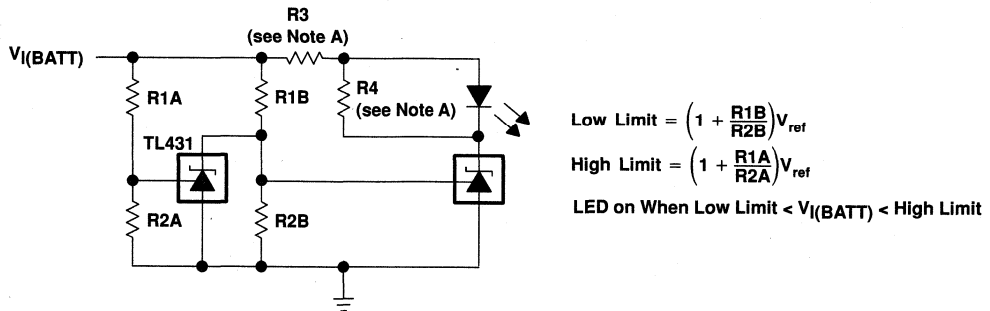 R3
(see Note A)
V_I(BATT)
R1A
R1B
R4
(see Note A)
TL431
R2A
R2B
Low Limit = (1 + R1B/R2B)V_ref
High Limit = (1 + R1A/R2A)V_ref
LED on When Low Limit < V_I(BATT) < High Limit